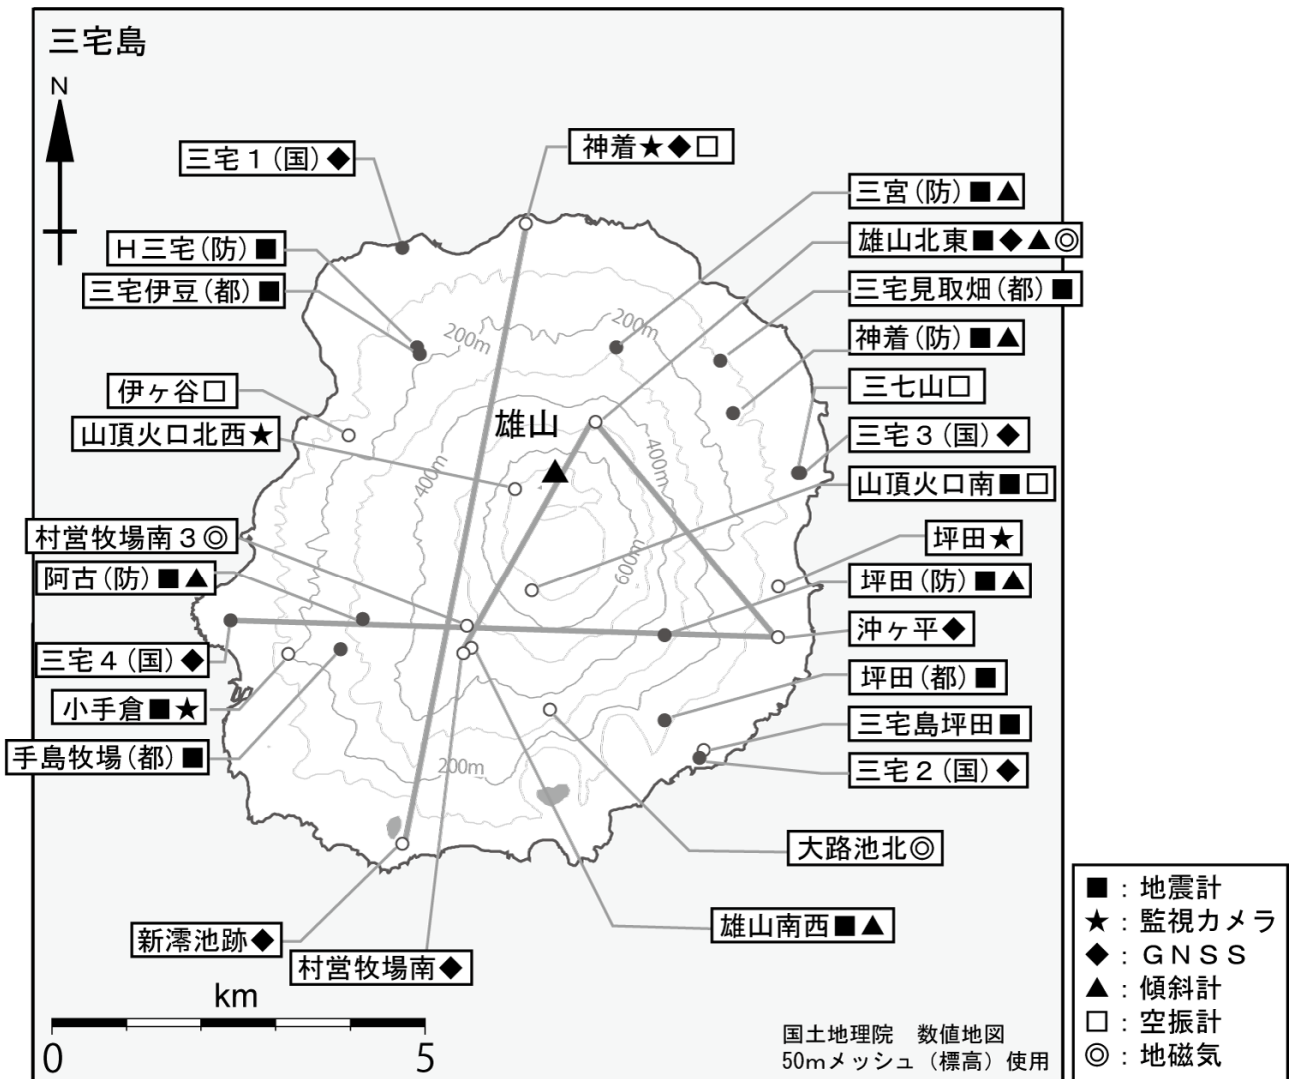 三宅島
N
神着★◆□
三宅１(国)◆
三宮(防)■▲
H三宅(防)■
雄山北東■◆▲◎
三宅伊豆(都)■
三宅見取畑(都)■
200m
200m
神着(防)■▲
伊ヶ谷□
三七山□
山頂火口北西★
雄山
三宅３(国)◆
400m
400m
山頂火口南■□
村営牧場南３◎
坪田★
600m
阿古(防)■▲
坪田(防)■▲
沖ヶ平◆
三宅４(国)◆
坪田(都)■
小手倉■★
三宅島坪田■
手島牧場(都)■
200m
三宅２(国)◆
大路池北◎
雄山南西■▲
新澪池跡◆
村営牧場南◆
km
0
5
国土地理院　数値地図
50mメッシュ（標高）使用
■：地震計
★：監視カメラ
◆：ＧＮＳＳ
▲：傾斜計
□：空振計
◎：地磁気